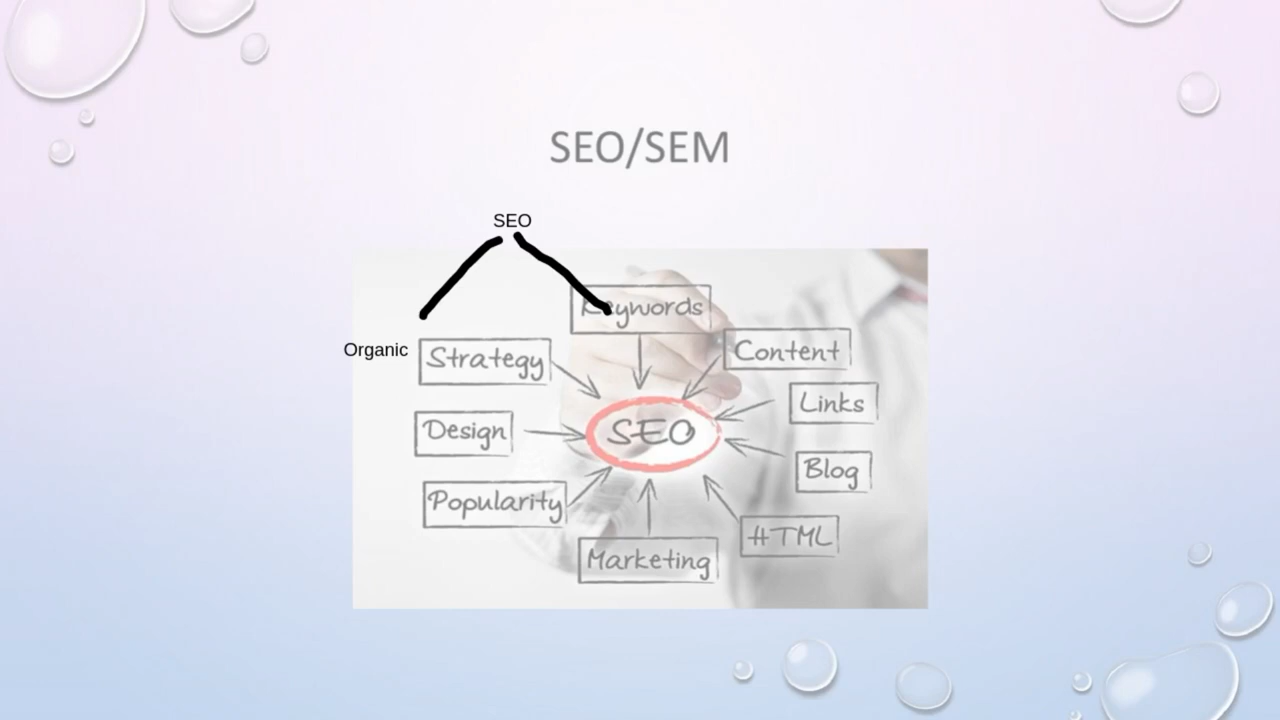 SEO/SEM
SEO
Keywords
Organic
Strategy
Content
Links
Design
SEO
Blog
Popularity
HTML
Marketing